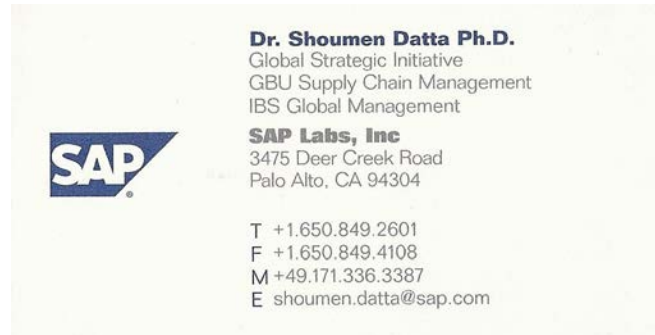 Dr. Shoumen Datta Ph.D.
Global Strategic Initiative
GBU Supply Chain Management
IBS Global Management
SAP Labs, Inc
3475 Deer Creek Road
Palo Alto, CA 94304
SAP
T +1.650.849.2601
F +1.650.849.4108
M +49.171.336.3387
E shoumen.datta@sap.com